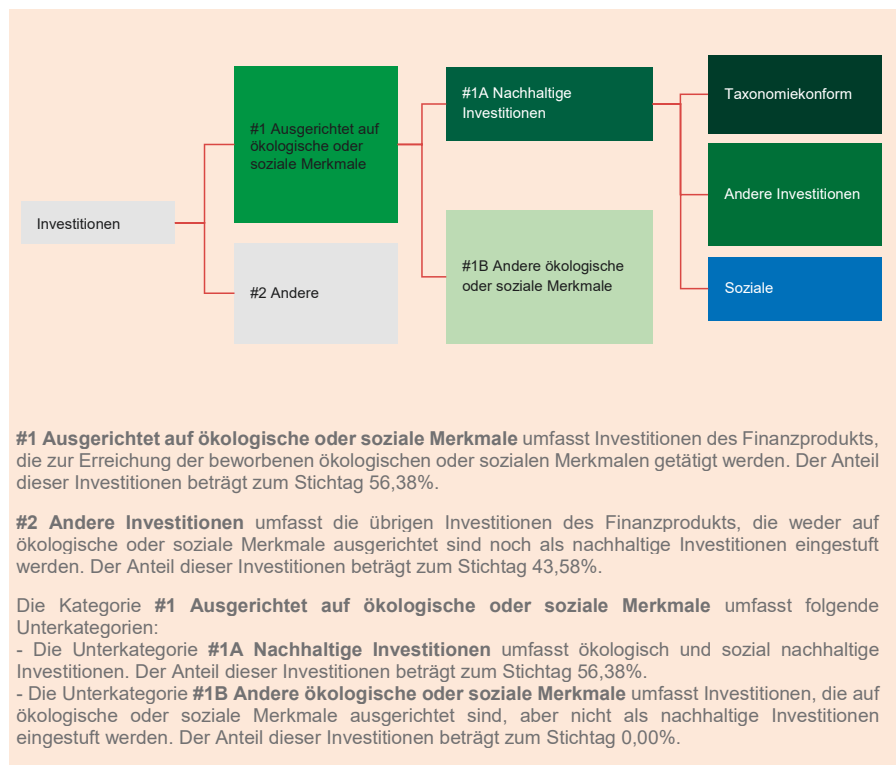 Investitionen
#1 Ausgerichtet auf
ökologische oder
soziale Merkmale
#2 Andere
#1A Nachhaltige
Investitionen
#1B Andere ökologische
oder soziale Merkmale
Taxonomiekonform
Andere Investitionen
Soziale
#1 Ausgerichtet auf ökologische oder soziale Merkmale umfasst Investitionen des Finanzprodukts,
die zur Erreichung der beworbenen ökologischen oder sozialen Merkmalen getätigt werden. Der Anteil
dieser Investitionen beträgt zum Stichtag 56,38%.
#2 Andere Investitionen umfasst die übrigen Investitionen des Finanzprodukts, die weder auf
ökologische oder soziale Merkmale ausgerichtet sind noch als nachhaltige Investitionen eingestuft
werden. Der Anteil dieser Investitionen beträgt zum Stichtag 43,58%.
Die Kategorie #1 Ausgerichtet auf ökologische oder soziale Merkmale umfasst folgende
Unterkategorien:
- Die Unterkategorie #1A Nachhaltige Investitionen umfasst ökologisch und sozial nachhaltige
Investitionen. Der Anteil dieser Investitionen beträgt zum Stichtag 56,38%.
- Die Unterkategorie #1B Andere ökologische oder soziale Merkmale umfasst Investitionen, die auf
ökologische oder soziale Merkmale ausgerichtet sind, aber nicht als nachhaltige Investitionen
eingestuft werden. Der Anteil dieser Investitionen beträgt zum Stichtag 0,00%.